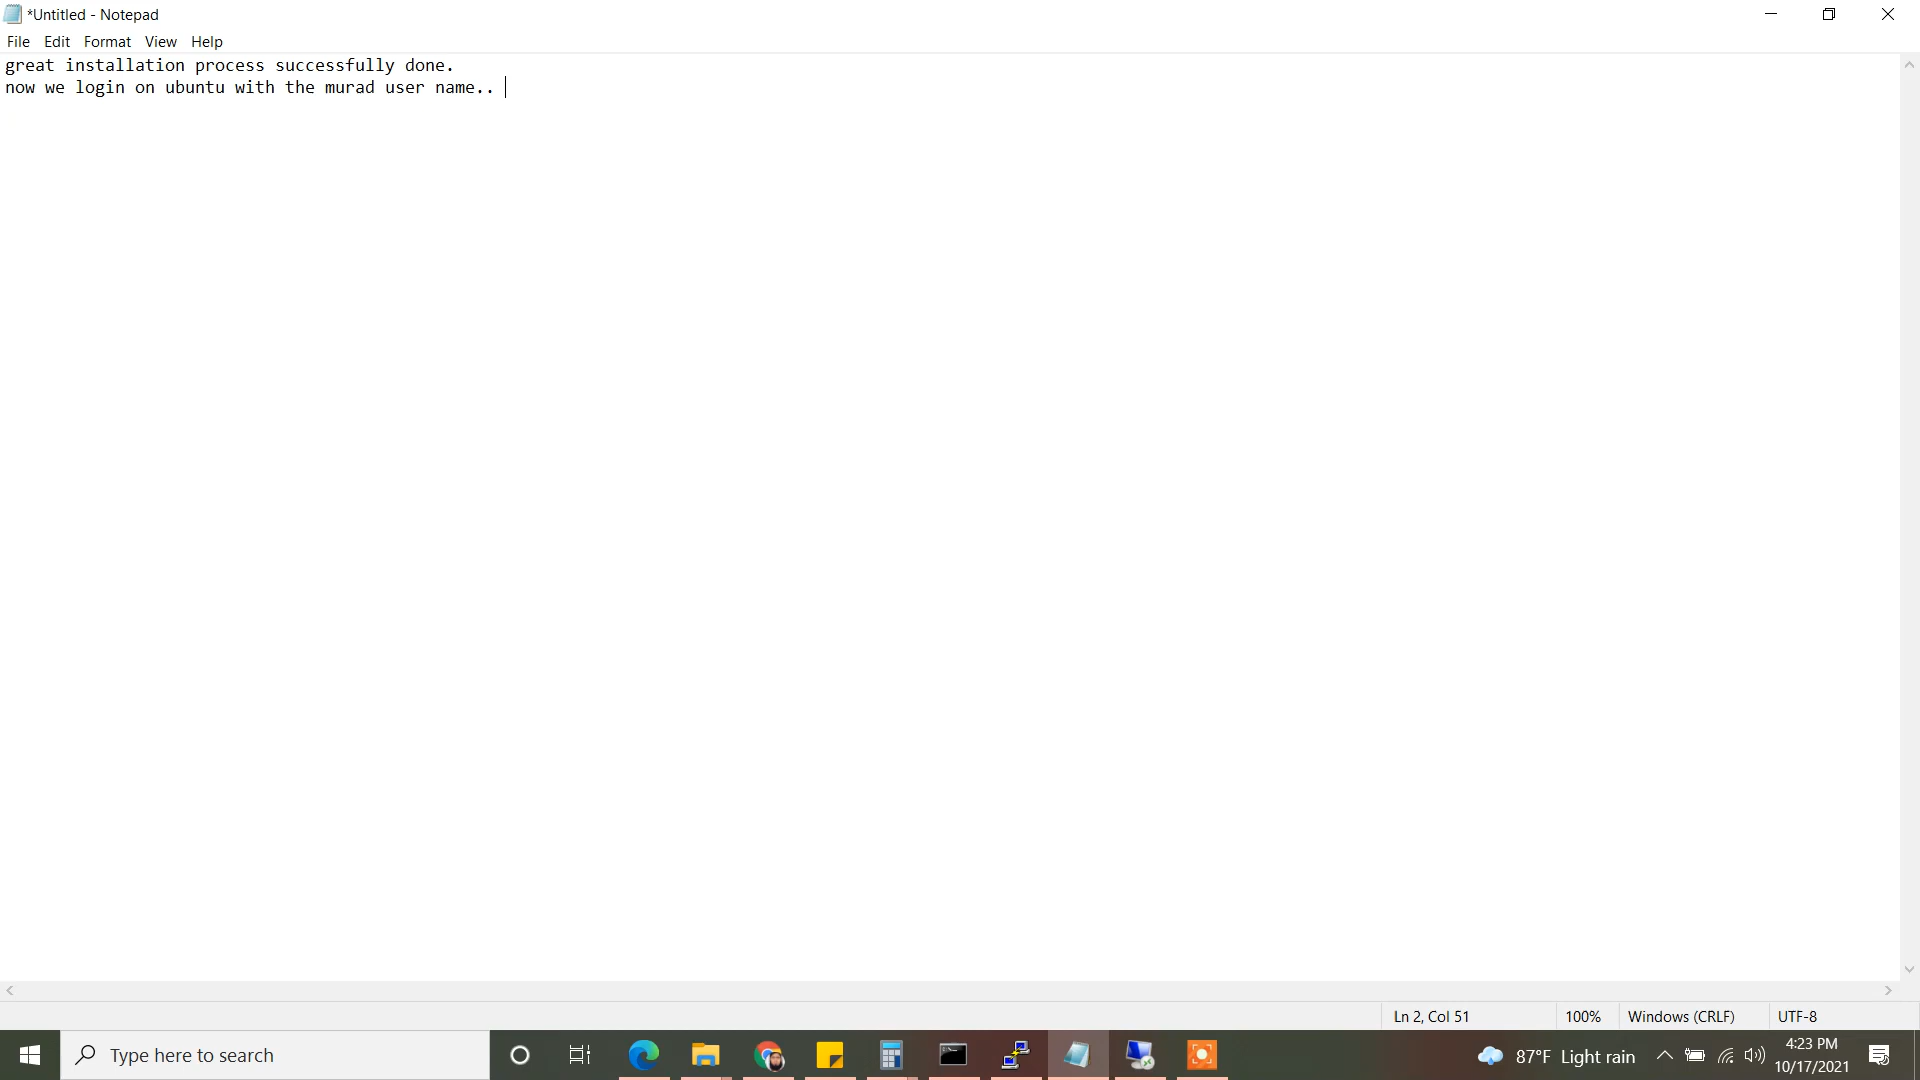 *Untitled - Notepad
File Edit Format View Help
great installation process successfully done.
now we login on ubuntu with the murad user name..
Ln 2, Col 51 100% Windows (CRLF) UTF-8
Type here to search
87°F Light rain
4:23 PM
10/17/2021